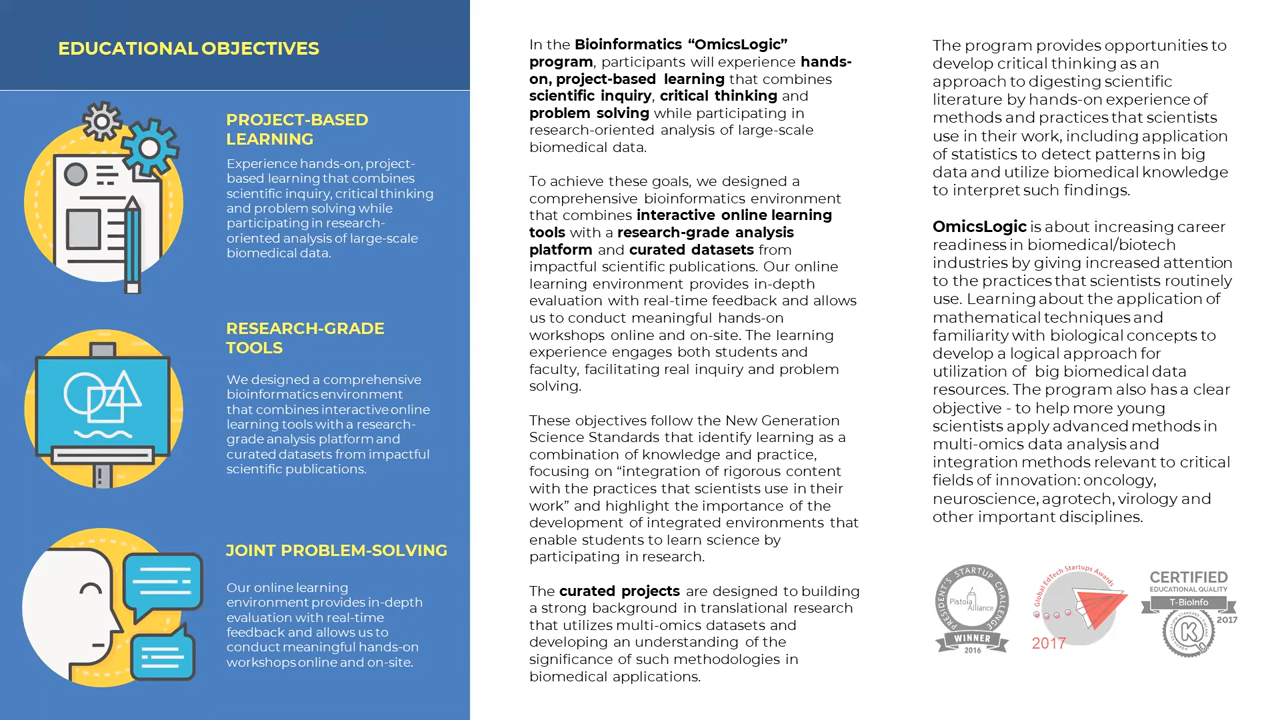 EDUCATIONAL OBJECTIVES
PROJECT-BASED
LEARNING
Experience hands-on, project-
based learning that combines
scientific inquiry, critical thinking
and problem solving while
participating in research-
oriented analysis of large-scale
biomedical data.
RESEARCH-GRADE
TOOLS
We designed a comprehensive
bioinformatics environment
that combines interactive online
learning tools with a research-
grade analysis platform and
curated datasets from impactful
scientific publications.
JOINT PROBLEM-SOLVING
Our online learning
environment provides in-depth
evaluation with real-time
feedback and allows us to
conduct meaningful hands-on
workshops online and on-site.
In the Bioinformatics “OmicsLogic”
program, participants will experience hands-
on, project-based learning that combines
scientific inquiry, critical thinking and
problem solving while participating in
research-oriented analysis of large-scale
biomedical data.
To achieve these goals, we designed a
comprehensive bioinformatics environment
that combines interactive online learning
tools with a research-grade analysis
platform and curated datasets from
impactful scientific publications. Our online
learning environment provides in-depth
evaluation with real-time feedback and allows
us to conduct meaningful hands-on
workshops online and on-site. The learning
experience engages both students and
faculty, facilitating real inquiry and problem
solving.
These objectives follow the New Generation
Science Standards that identify learning as a
combination of knowledge and practice,
focusing on “integration of rigorous content
with the practices that scientists use in their
work” and highlight the importance of the
development of integrated environments that
enable students to learn science by
participating in research.
The curated projects are designed to building
a strong background in translational research
that utilizes multi-omics datasets and
developing an understanding of the
significance of such methodologies in
biomedical applications.
The program provides opportunities to
develop critical thinking as an
approach to digesting scientific
literature by hands-on experience of
methods and practices that scientists
use in their work, including application
of statistics to detect patterns in big
data and utilize biomedical knowledge
to interpret such findings.
OmicsLogic is about increasing career
readiness in biomedical/biotech
industries by giving increased attention
to the practices that scientists routinely
use. Learning about the application of
mathematical techniques and
familiarity with biological concepts to
develop a logical approach for
utilization of big biomedical data
resources. The program also has a clear
objective - to help more young
scientists apply advanced methods in
multi-omics data analysis and
integration methods relevant to critical
fields of innovation: oncology,
neuroscience, agrotech, virology and
other important disciplines.
PRESIDENT'S STARTUP CHALLENGE
Pistoia
Alliance
WINNER
2016
Global EdTech Startups Awards
2017
CERTIFIED
EDUCATIONAL QUALITY
T-BioInfo
2017
K